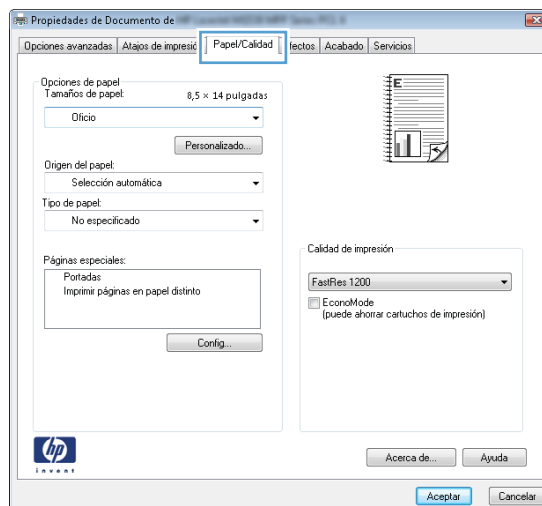 Propiedades de Documento de
Opciones avanzadas Atajos de impresió Papel/Calidad fectos Acabado Servicios
Opciones de papel
Tamaños de papel: 8,5 × 14 pulgadas
Oficio
Personalizado...
Origen del papel:
Selección automática
Tipo de papel:
No especificado
Páginas especiales:
Portadas
Imprimir páginas en papel distinto
Config...
E
Calidad de impresión
FastRes 1200
EconoMode
(puede ahorrar cartuchos de impresión)
hp
invent
Acerca de... Ayuda
Aceptar Cancelar